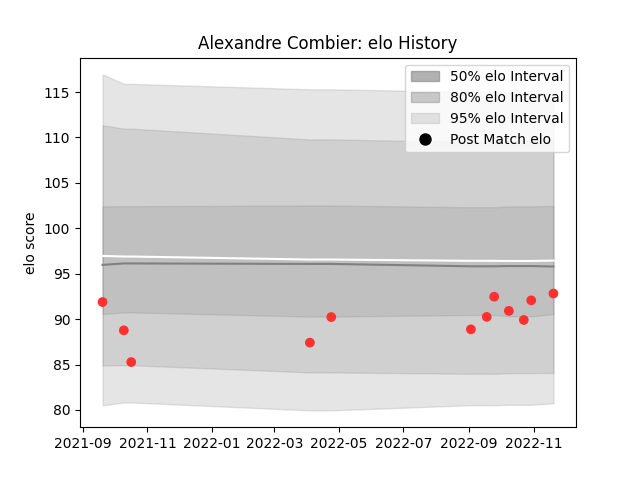 Alexandre Combier: elo History
50% elo Interval
80% elo Interval
95% elo Interval
Post Match elo
elo score
115
110
105
100
95
90
85
80
2021-09 2021-11 2022-01 2022-03 2022-05 2022-07 2022-09 2022-11